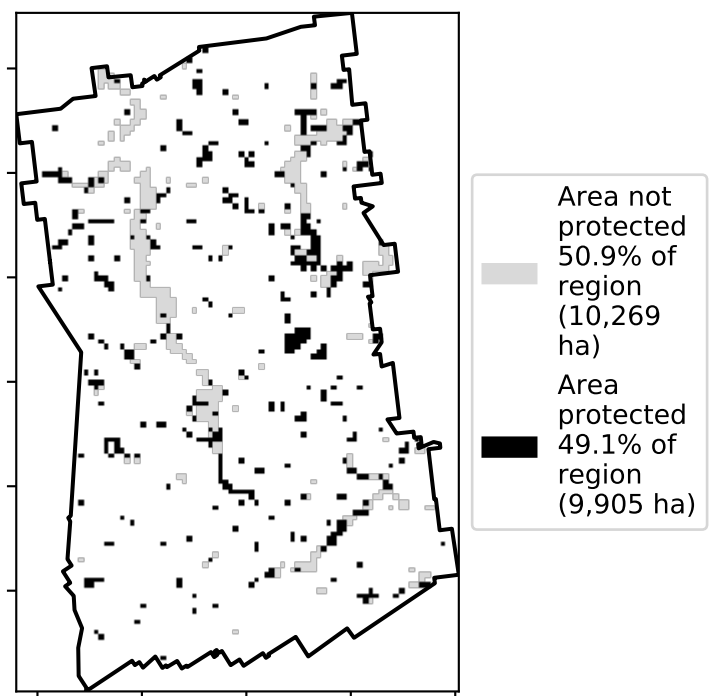 Area not
protected
50.9% of
region
(10,269
ha)
Area
protected
49.1% of
region
(9,905 ha)